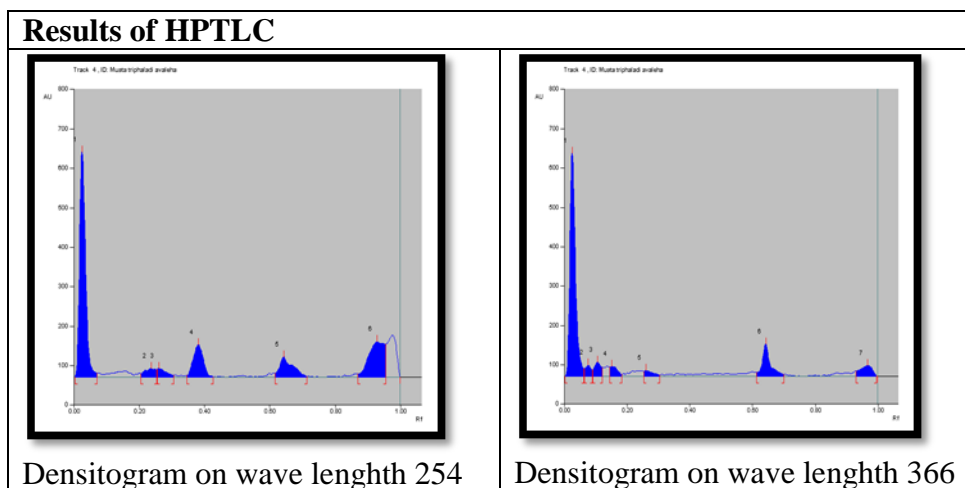 Results of HPTLC
Track 4 , ID: Musta triphaladi avaleha
AU
800
700
600
500
400
300
200
100
0
1
2 3
4
5
6
0.00 0.20 0.40 0.60 0.80 1.00
Rf
Densitogram on wave lenghth 254
Track 4 , ID: Musta triphaladi avaleha
AU
800
700
600
500
400
300
200
100
0
1
2
3
4
5
6
7
0.00 0.20 0.40 0.60 0.80 1.00
Rf
Densitogram on wave lenghth 366